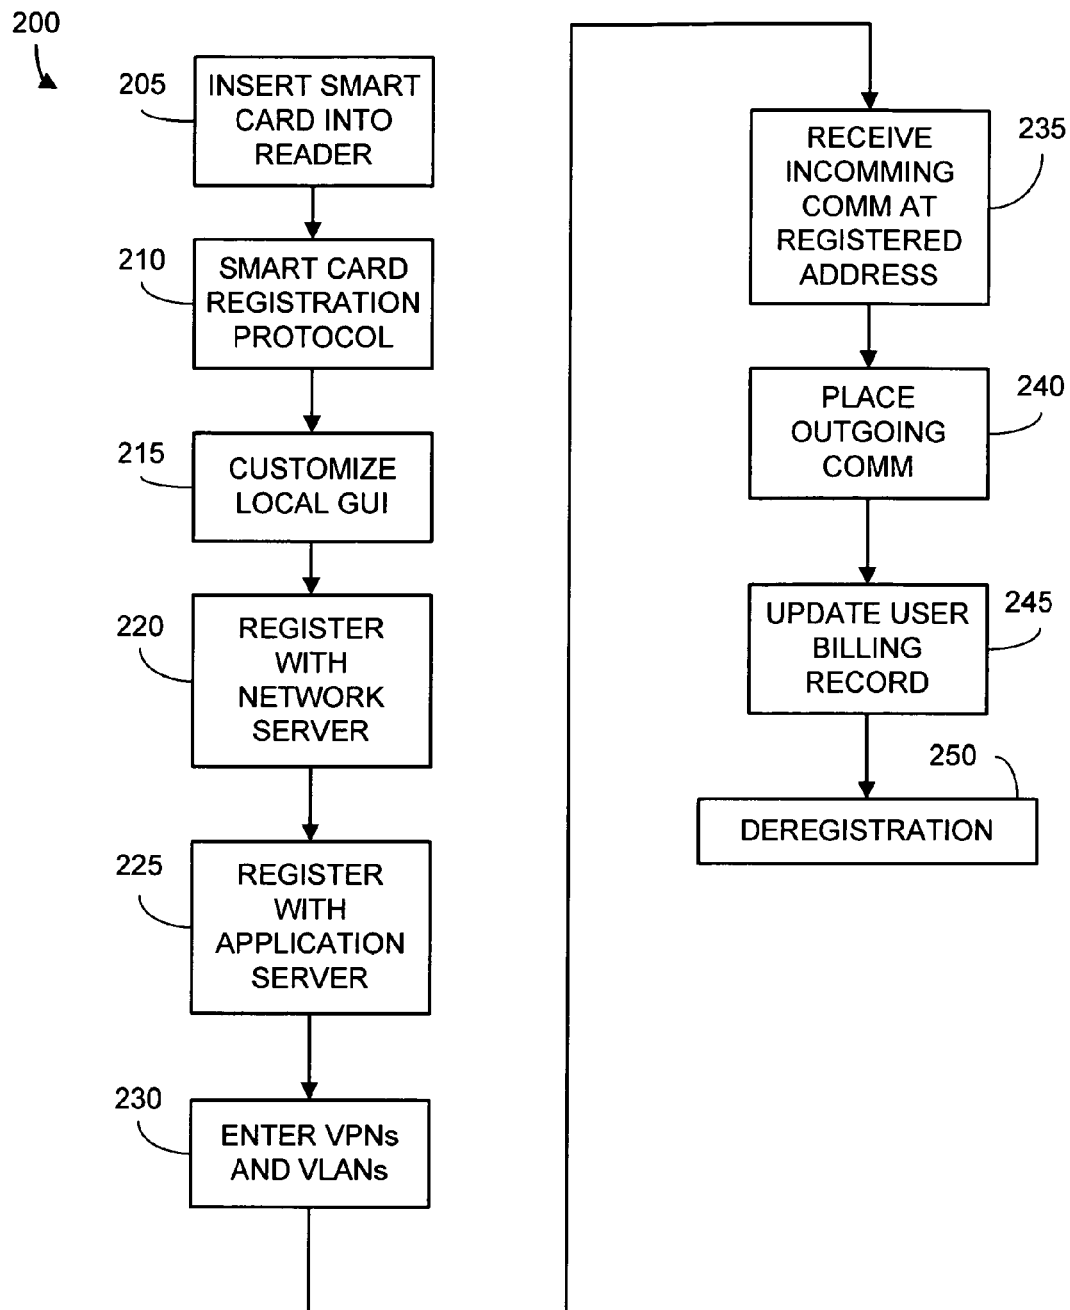 200
205
INSERT SMART
CARD INTO
READER
210
SMART CARD
REGISTRATION
PROTOCOL
215
CUSTOMIZE
LOCAL GUI
220
REGISTER
WITH
NETWORK
SERVER
225
REGISTER
WITH
APPLICATION
SERVER
230
ENTER VPNs
AND VLANs
235
RECEIVE
INCOMMING
COMM AT
REGISTERED
ADDRESS
240
PLACE
OUTGOING
COMM
245
UPDATE USER
BILLING
RECORD
250
DEREGISTRATION